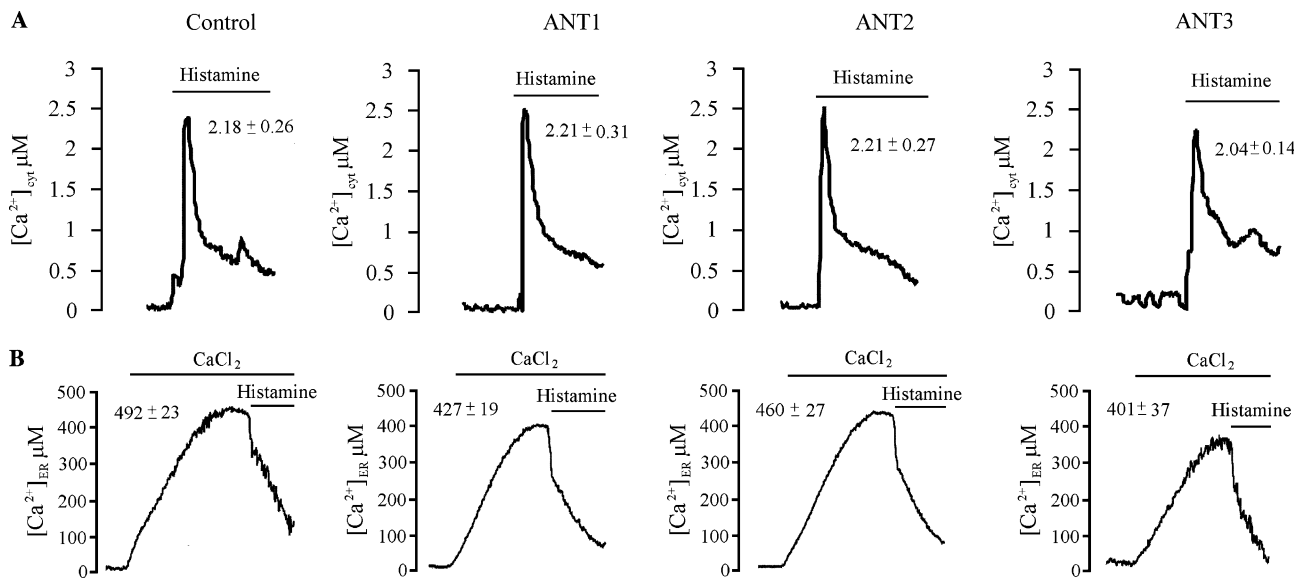 A
Control
ANT1
ANT2
ANT3
Histamine
Histamine
Histamine
Histamine
3
2.5
2
1.5
1
0.5
0
[Ca2+]cyt μM
2.18 ± 0.26
3
2.5
2
1.5
1
0.5
0
[Ca2+]cyt μM
2.21 ± 0.31
3
2.5
2
1.5
1
0.5
0
[Ca2+]cyt μM
2.21 ± 0.27
3
2.5
2
1.5
1
0.5
0
[Ca2+]cyt μM
2.04 ± 0.14
B
CaCl2
Histamine
500
400
300
200
100
0
[Ca2+]ER μM
492 ± 23
CaCl2
Histamine
500
400
300
200
100
0
[Ca2+]ER μM
427 ± 19
CaCl2
Histamine
500
400
300
200
100
0
[Ca2+]ER μM
460 ± 27
CaCl2
Histamine
500
400
300
200
100
0
[Ca2+]ER μM
401 ± 37